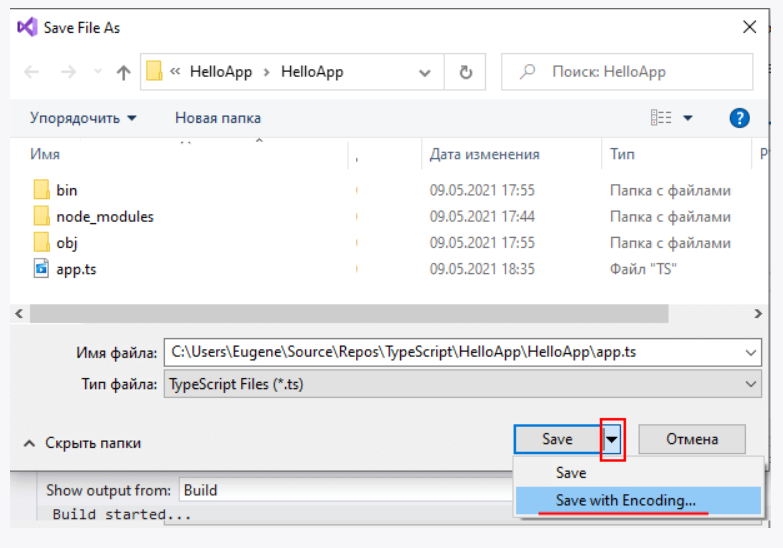 Save File As
« HelloApp › HelloApp
Поиск: HelloApp
Упорядочить
Новая папка
Имя
Дата изменения
Тип
bin
09.05.2021 17:55
Папка с файлами
node_modules
09.05.2021 17:44
Папка с файлами
obj
09.05.2021 17:55
Папка с файлами
app.ts
09.05.2021 18:35
Файл "TS"
Имя файла: C:\Users\Eugene\Source\Repos\TypeScript\HelloApp\HelloApp\app.ts
Тип файла: TypeScript Files (*.ts)
Скрыть папки
Save
Отмена
Save
Save with Encoding...
Show output from: Build
Build started...